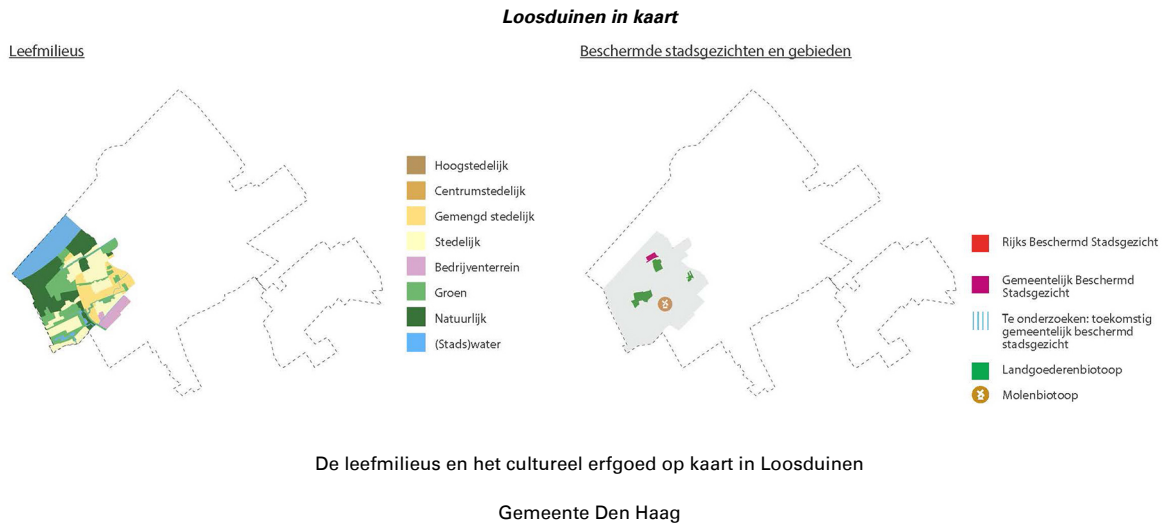 Loosduinen in kaart
Leefmilieus
Beschermde stadsgezichten en gebieden
Hoogstedelijk
Centrumstedelijk
Gemengd stedelijk
Stedelijk
Bedrijventerrein
Groen
Natuurlijk
(Stads)water
Rijks Beschermd Stadsgezicht
Gemeentelijk Beschermd
Stadsgezicht
Te onderzoeken: toekomstig
gemeentelijk beschermd
stadsgezicht
Landgoederenbiotoop
Molenbiotoop
De leefmilieus en het cultureel erfgoed op kaart in Loosduinen
Gemeente Den Haag